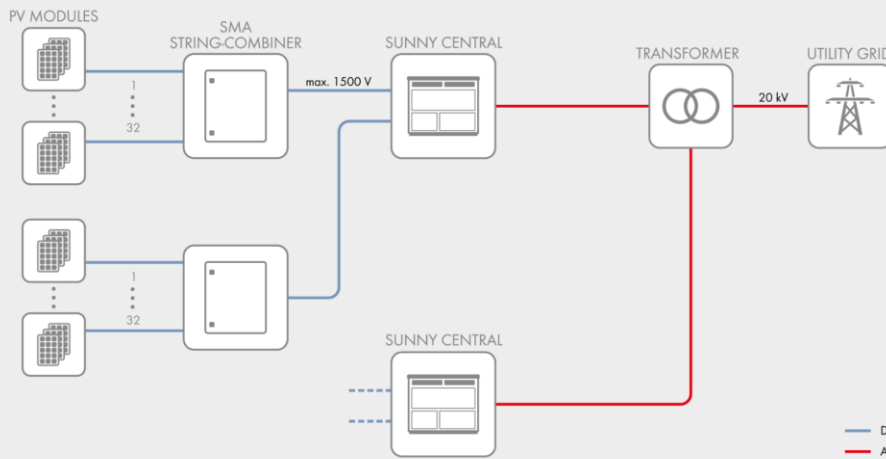 PV MODULES
SMA
STRING-COMBINER
SUNNY CENTRAL
TRANSFORMER
UTILITY GRID
1
32
max. 1500 V
20 kV
1
32
SUNNY CENTRAL
D
A